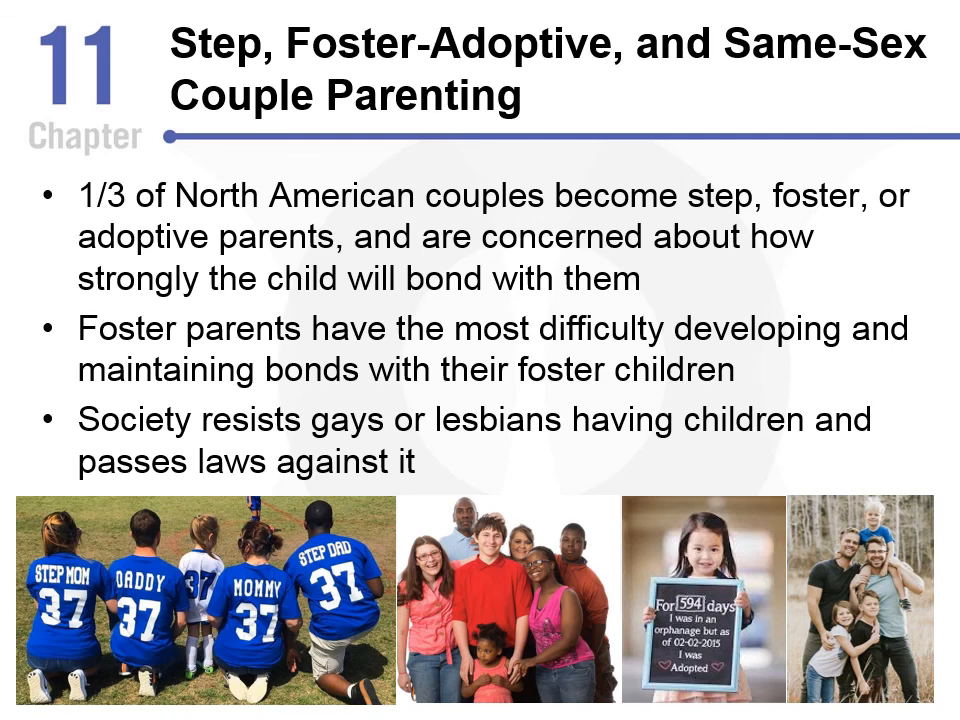 11
Chapter
Step, Foster-Adoptive, and Same-Sex
Couple Parenting
• 1/3 of North American couples become step, foster, or
adoptive parents, and are concerned about how
strongly the child will bond with them
• Foster parents have the most difficulty developing and
maintaining bonds with their foster children
• Society resists gays or lesbians having children and
passes laws against it
STEP MOM
37
DADDY
37
37
MOMMY
37
STEP DAD
37
For 594 days
I was in an
orphanage but as
of 02-02-2015
I was
Adopted